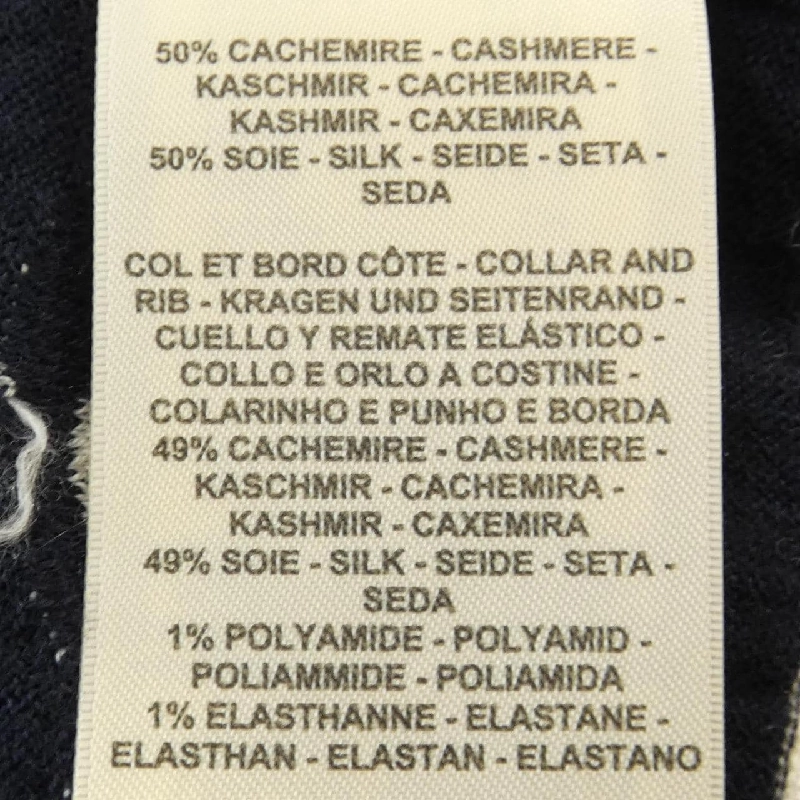 50% CACHEMIRE - CASHMERE -
KASCHMIR - CACHEMIRA -
KASHMIR - CAXEMIRA
50% SOIE - SILK - SEIDE - SETA -
SEDA
COL ET BORD CÔTE - COLLAR AND
RIB - KRAGEN UND SEITENRAND -
CUELLO Y REMATE ELÁSTICO -
COLLO E ORLO A COSTINE -
COLARINHO E PUNHO E BORDA
49% CACHEMIRE - CASHMERE -
KASCHMIR - CACHEMIRA -
KASHMIR - CAXEMIRA
49% SOIE - SILK - SEIDE - SETA -
SEDA
1% POLYAMIDE - POLYAMID -
POLIAMMIDE - POLIAMIDA
1% ELASTHANNE - ELASTANE -
ELASTHAN - ELASTAN - ELASTANO